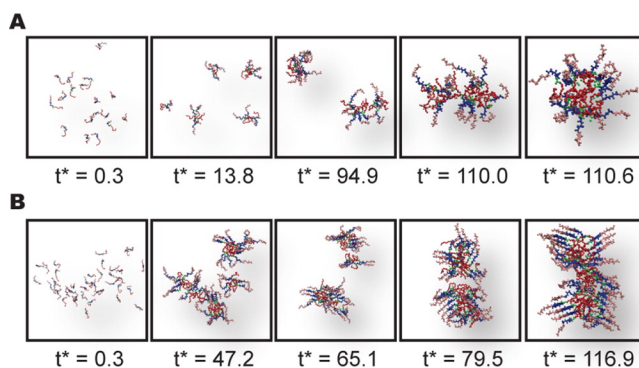 A
t* = 0.3 t* = 13.8 t* = 94.9 t* = 110.0 t* = 110.6
B
t* = 0.3 t* = 47.2 t* = 65.1 t* = 79.5 t* = 116.9